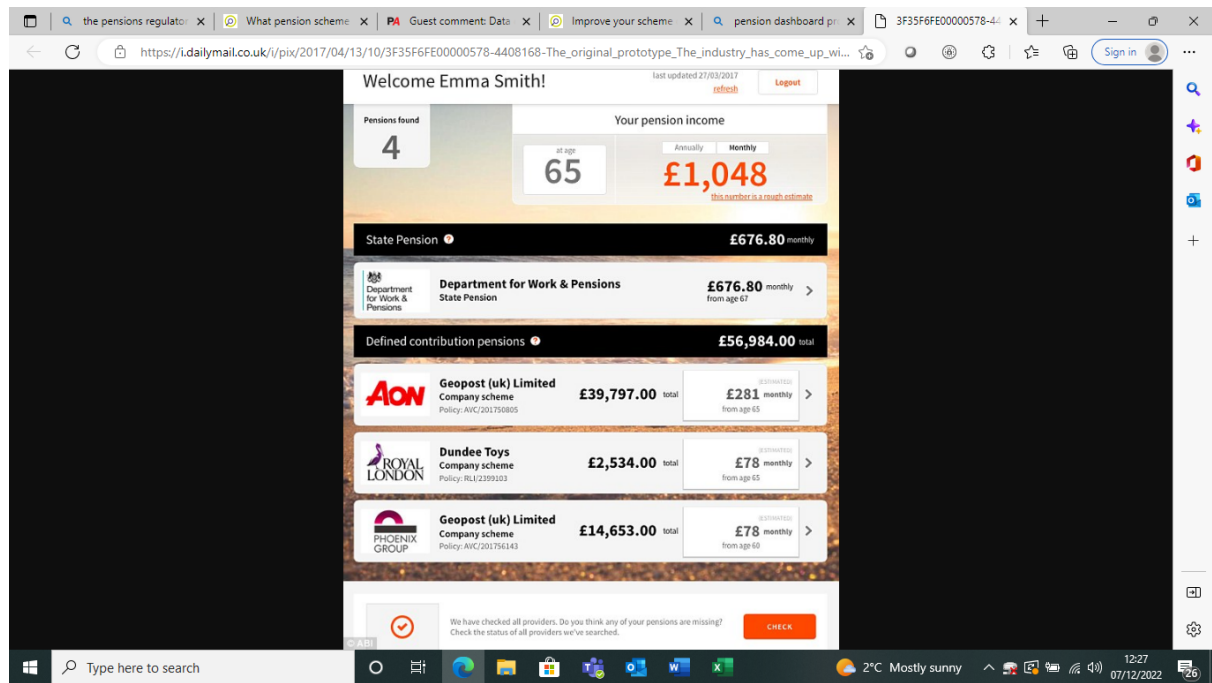 the pensions regulator
What pension scheme
PA Guest comment: Data
Improve your scheme
pension dashboard pr
3F35F6FE00000578-44
https://i.dailymail.co.uk/i/pix/2017/04/13/10/3F35F6FE00000578-4408168-The_original_prototype_The_industry_has_come_up_wi...
Sign in
Welcome Emma Smith!
last updated 27/03/2017
refresh
Logout
Pensions found
4
Your pension income
at age
65
Annually Monthly
£1,048
this number is a rough estimate
State Pension ? £676.80 monthly
Department for Work & Pensions
Department for Work & Pensions
State Pension
£676.80 monthly
from age 67
Defined contribution pensions ? £56,984.00 total
AON
Geopost (uk) Limited
Company scheme
Policy: AVC/201750805
£39,797.00 total
(ESTIMATED)
£281 monthly
from age 65
ROYAL
LONDON
Dundee Toys
Company scheme
Policy: RLI/2399103
£2,534.00 total
(ESTIMATED)
£78 monthly
from age 65
PHOENIX
GROUP
Geopost (uk) Limited
Company scheme
Policy: AVC/201756143
£14,653.00 total
(ESTIMATED)
£78 monthly
from age 60
We have checked all providers. Do you think any of your pensions are missing?
Check the status of all providers we've searched.
CHECK
© ABI
Type here to search
2°C Mostly sunny
12:27
07/12/2022
26